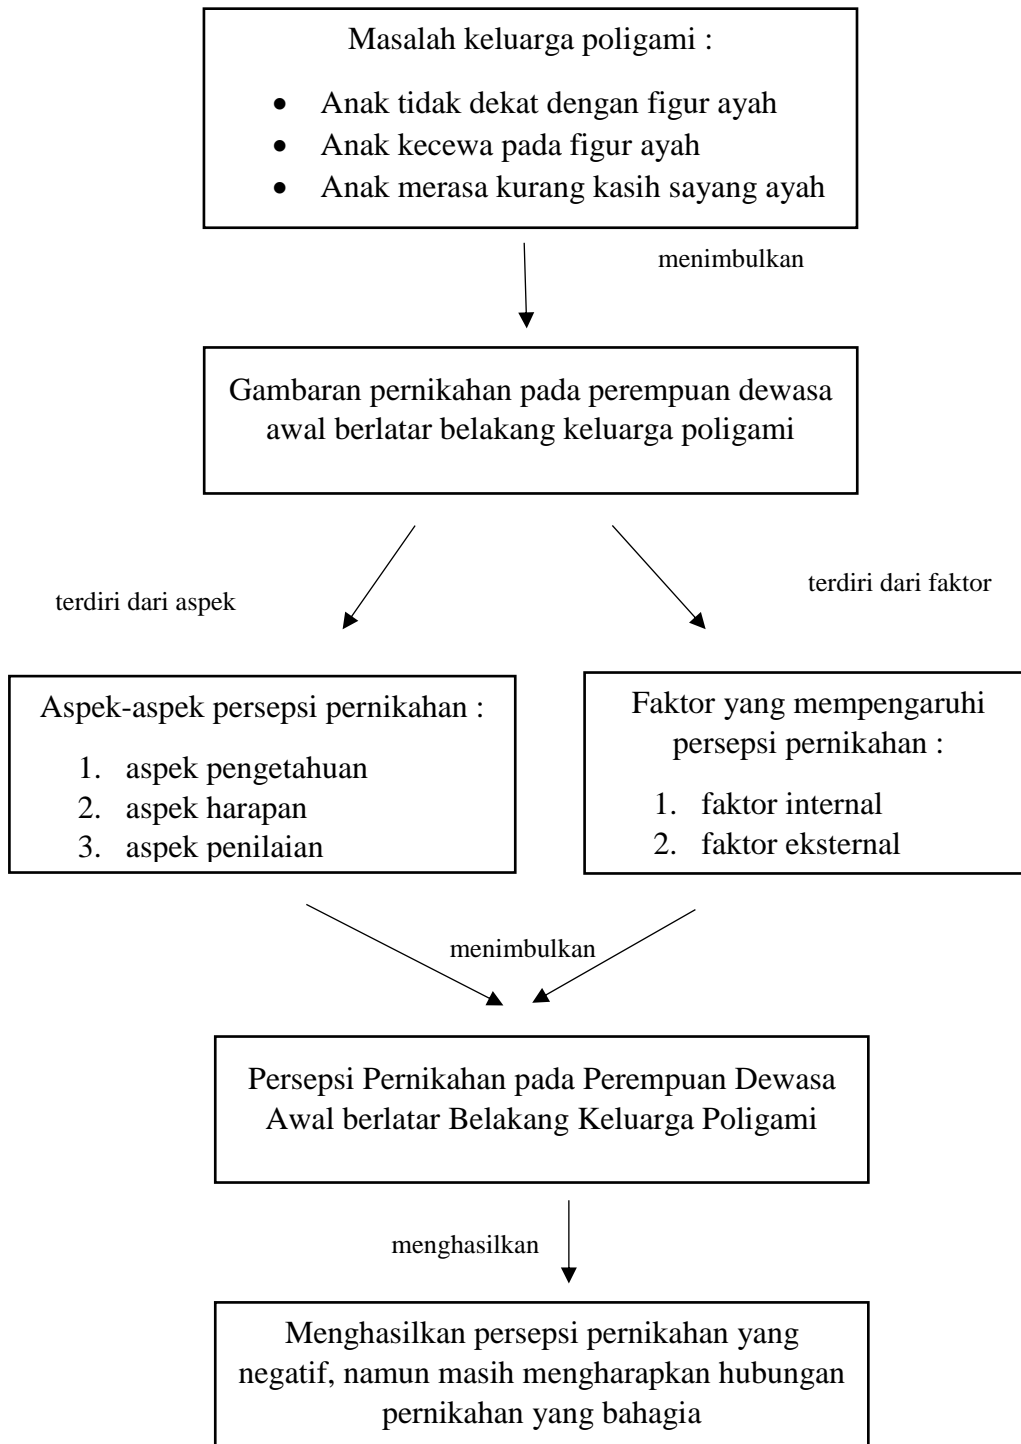 Masalah keluarga poligami :
• Anak tidak dekat dengan figur ayah
• Anak kecewa pada figur ayah
• Anak merasa kurang kasih sayang ayah
menimbulkan
Gambaran pernikahan pada perempuan dewasa
awal berlatar belakang keluarga poligami
terdiri dari aspek
terdiri dari faktor
Aspek-aspek persepsi pernikahan :
1. aspek pengetahuan
2. aspek harapan
3. aspek penilaian
Faktor yang mempengaruhi
persepsi pernikahan :
1. faktor internal
2. faktor eksternal
menimbulkan
Persepsi Pernikahan pada Perempuan Dewasa
Awal berlatar Belakang Keluarga Poligami
menghasilkan
Menghasilkan persepsi pernikahan yang
negatif, namun masih mengharapkan hubungan
pernikahan yang bahagia